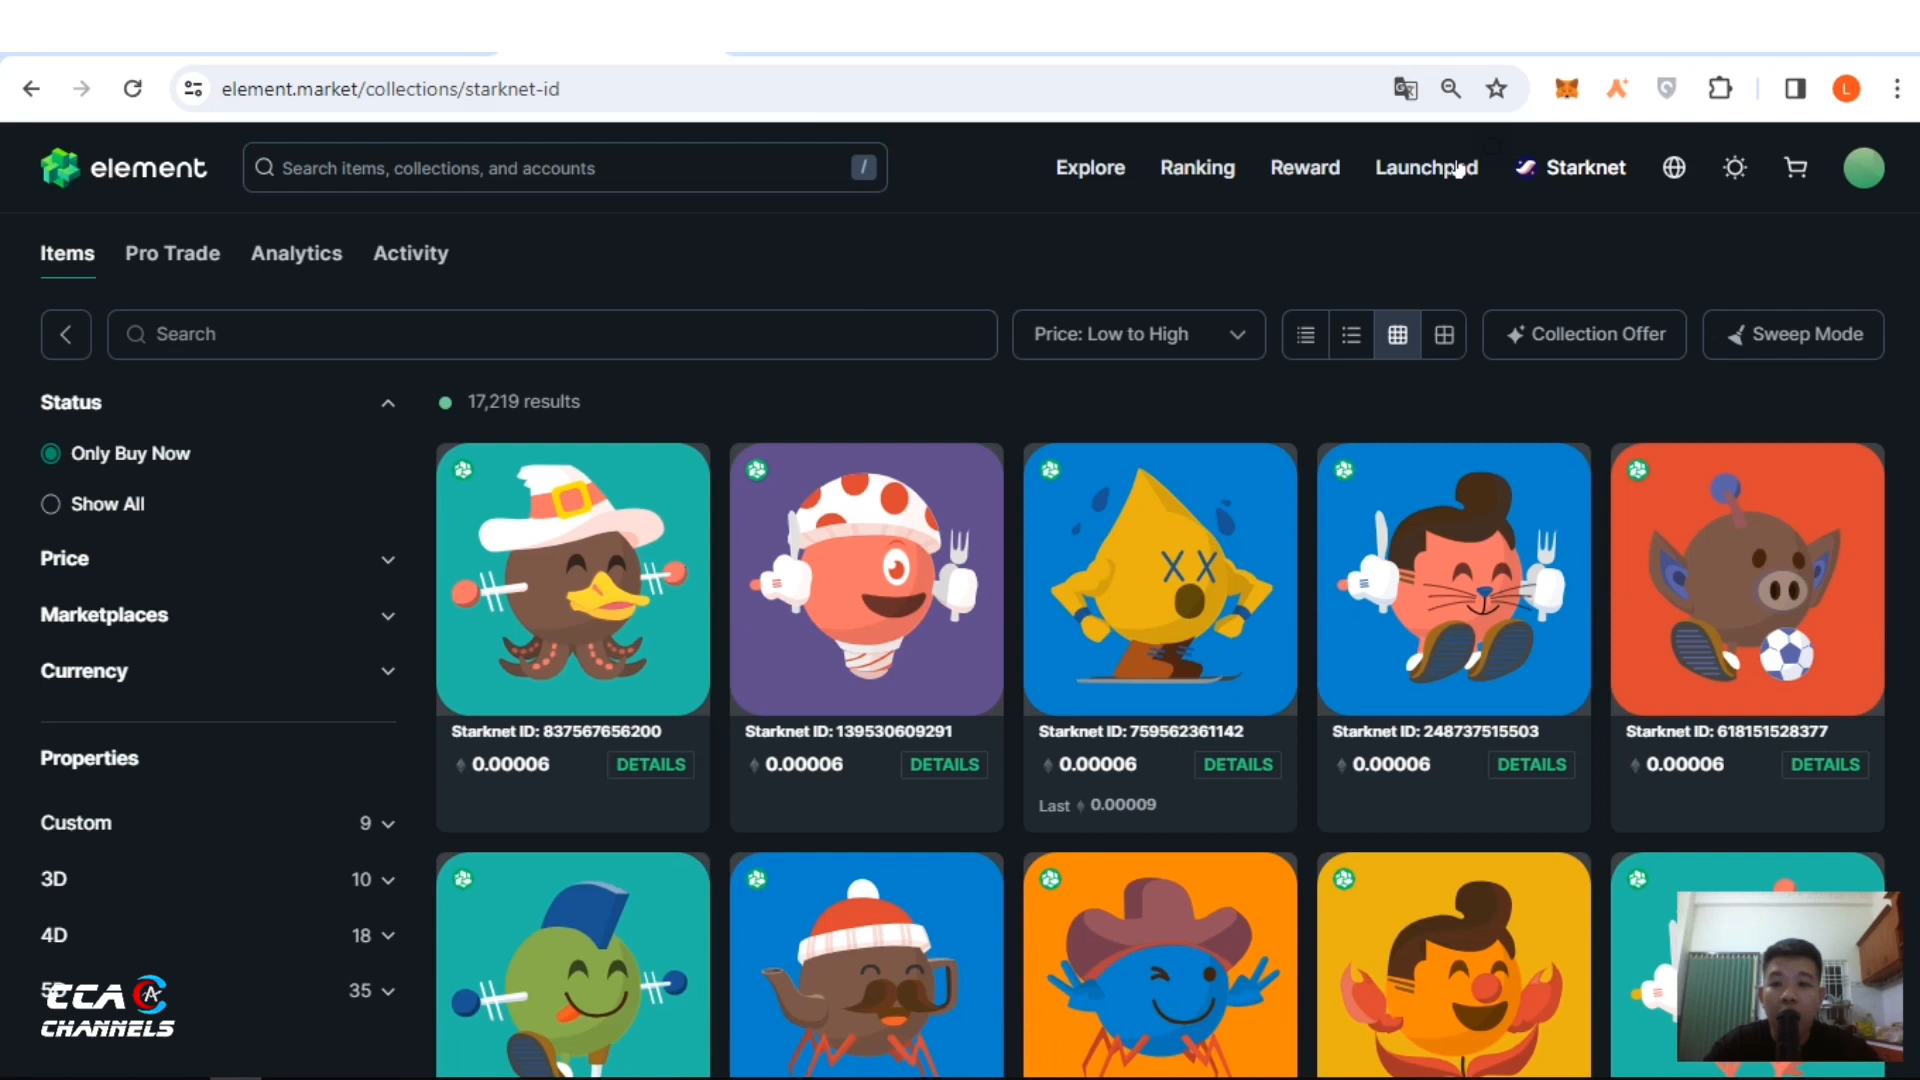 element.market/collections/starknet-id
L
element
Search items, collections, and accounts
/
Explore
Ranking
Reward
Launchpad
Starknet
Items
Pro Trade
Analytics
Activity
Search
Price: Low to High
Collection Offer
Sweep Mode
Status
17,219 results
Only Buy Now
Show All
Price
Marketplaces
Currency
Starknet ID: 837567656200
Starknet ID: 139530609291
Starknet ID: 759562361142
Starknet ID: 248737515503
Starknet ID: 618151528377
0.00006 DETAILS
0.00006 DETAILS
0.00006 DETAILS
0.00006 DETAILS
0.00006 DETAILS
Last 0.00009
Properties
Custom 9
3D 10
4D 18
35
CHANNELS